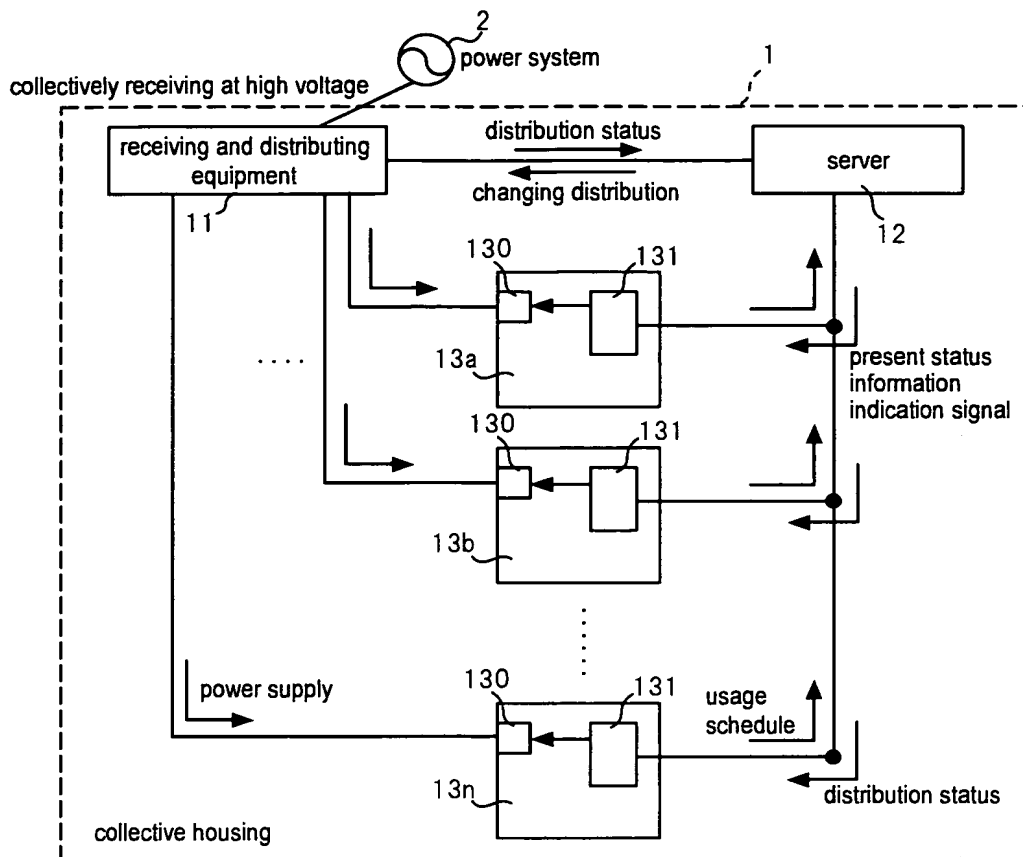 2
power system
1
collectively receiving at high voltage
receiving and distributing
equipment
11
distribution status
changing distribution
server
12
130
131
13a
. . . .
present status
information
indication signal
130
131
13b
......
power supply
130
131
13n
usage
schedule
distribution status
collective housing